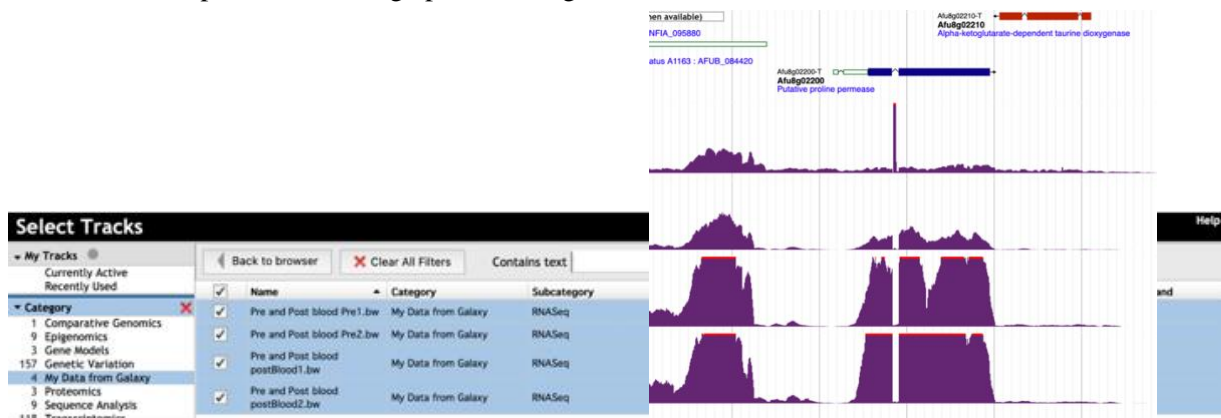 nen available)
NFIA_095880
atus A1163 : AFUB_084420
Afu8g02210-T
Afu8g02210
Alpha-ketoglutarate-dependent taurine dioxygenase
Afu8g02200-T
Afu8g02200
Putative proline permease
Select Tracks
Help
My Tracks
Currently Active
Recently Used
Category
1 Comparative Genomics
9 Epigenomics
3 Gene Models
157 Genetic Variation
4 My Data from Galaxy
3 Proteomics
9 Sequence Analysis
Back to browser
Clear All Filters
Contains text
Name Category Subcategory
Pre and Post blood Pre1.bw My Data from Galaxy RNASeq
Pre and Post blood Pre2.bw My Data from Galaxy RNASeq
Pre and Post blood
postBlood1.bw My Data from Galaxy RNASeq
Pre and Post blood
postBlood2.bw My Data from Galaxy RNASeq